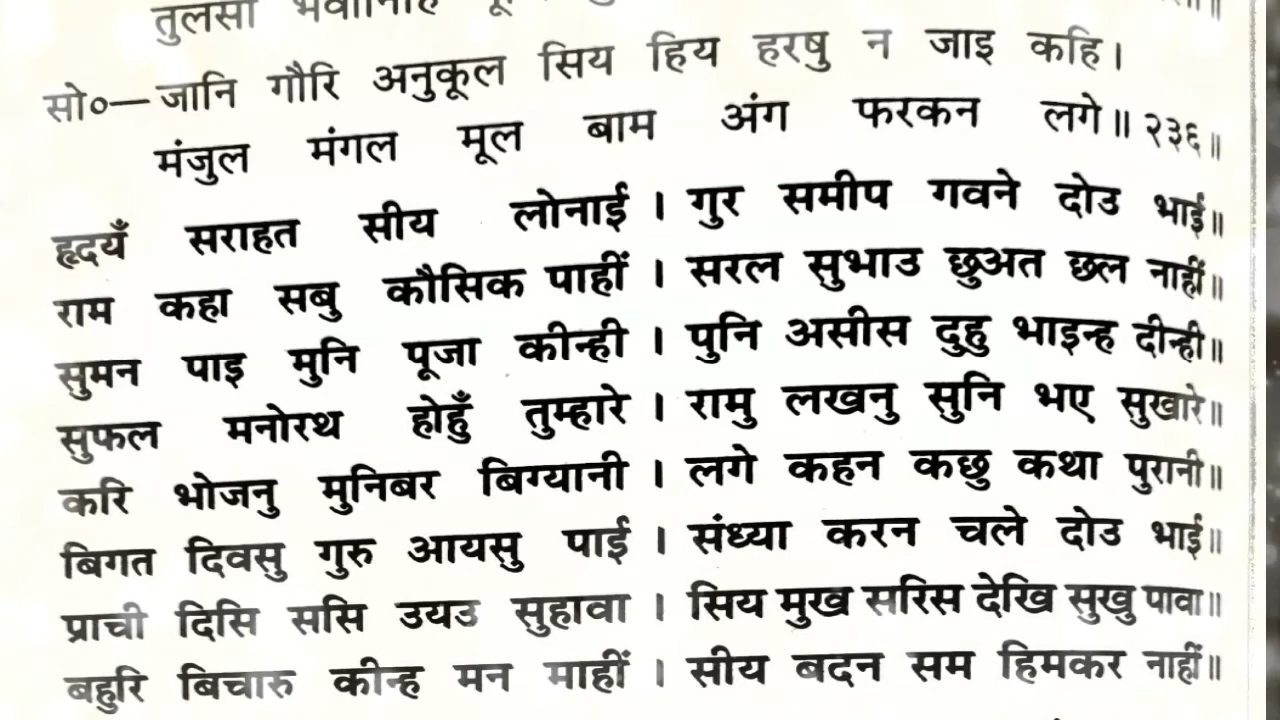 तुलसी
सो०—जानि गौरि अनुकूल सिय हिय हरषु न जाइ कहि।
मंजुल मंगल मूल बाम अंग फरकन लगे॥ २३६॥
हृदयँ सराहत सीय लोनाई। गुर समीप गवने दोउ भाई॥
राम कहा सबु कौसिक पाहीं। सरल सुभाउ छुअत छल नाहीं॥
सुमन पाइ मुनि पूजा कीन्ही। पुनि असीस दुहु भाइन्ह दीन्ही॥
सुफल मनोरथ होहुँ तुम्हारे। रामु लखनु सुनि भए सुखारे॥
करि भोजनु मुनिबर बिग्यानी। लगे कहन कछु कथा पुरानी॥
बिगत दिवसु गुरु आयसु पाई। संध्या करन चले दोउ भाई॥
प्राची दिसि ससि उयउ सुहावा। सिय मुख सरिस देखि सुखु पावा॥
बहुरि बिचारु कीन्ह मन माहीं। सीय बदन सम हिमकर नाहीं॥